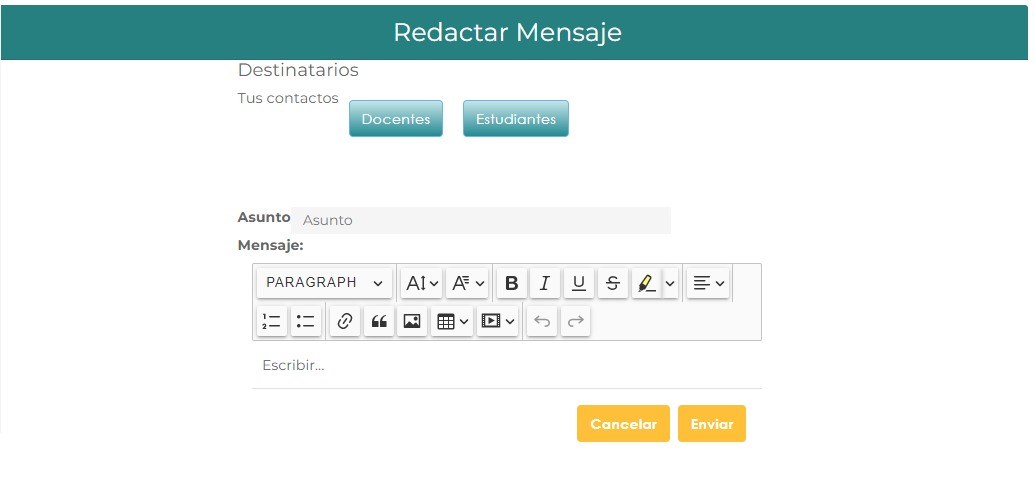 Redactar Mensaje
Destinatarios
Tus contactos Docentes Estudiantes
Asunto Asunto
Mensaje:
PARAGRAPH
Escribir...
Cancelar Enviar